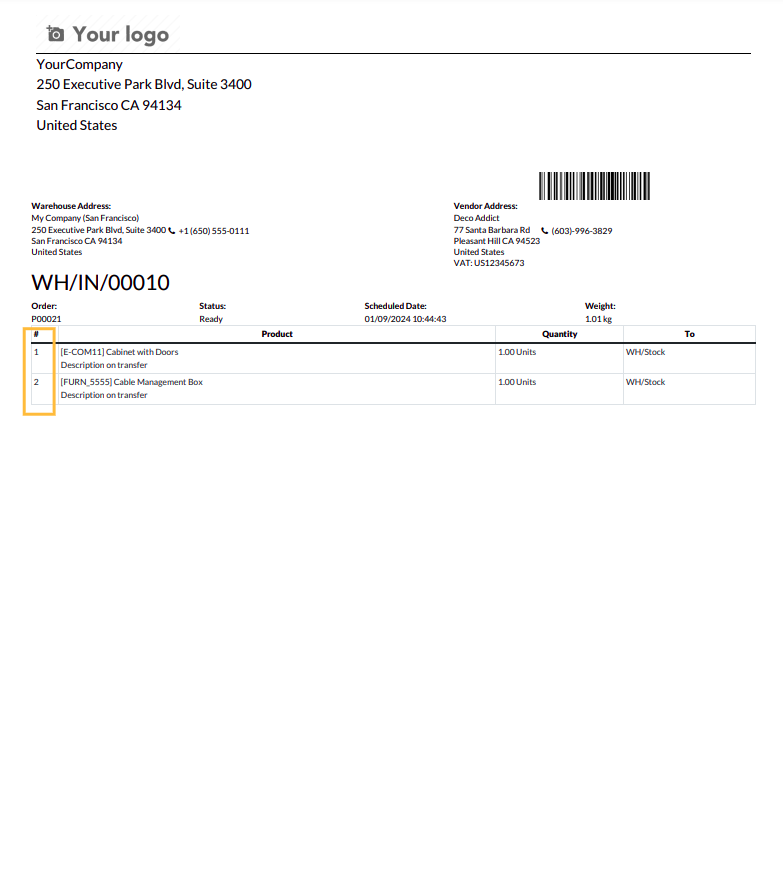 Your logo
YourCompany
250 Executive Park Blvd, Suite 3400
San Francisco CA 94134
United States
Warehouse Address:
My Company (San Francisco)
250 Executive Park Blvd, Suite 3400 +1 (650) 555-0111
San Francisco CA 94134
United States
Vendor Address:
Deco Addict
77 Santa Barbara Rd (603)-996-3829
Pleasant Hill CA 94523
United States
VAT: US12345673
WH/IN/00010
Order: Status: Scheduled Date: Weight:
P00021 Ready 01/09/2024 10:44:43 1.01 kg
# Product Quantity To
1 [E-COM11] Cabinet with Doors 1.00 Units WH/Stock
Description on transfer
2 [FURN_5555] Cable Management Box 1.00 Units WH/Stock
Description on transfer